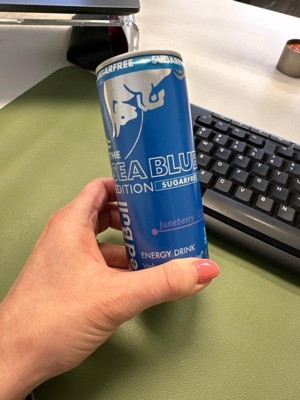 SUGARFREE
THE
SEA BLUE
EDITION SUGARFREE
Juneberry
Red Bull
ENERGY DRINK